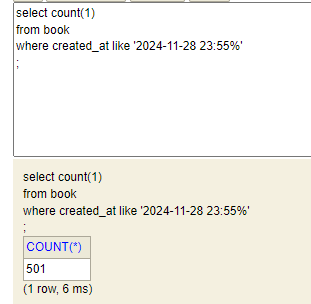 select count(1)
from book
where created_at like '2024-11-28 23:55%'
;
select count(1)
from book
where created_at like '2024-11-28 23:55%'
;
COUNT(*)
501
(1 row, 6 ms)